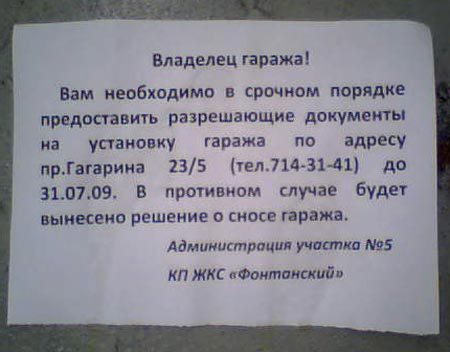 Владелец гаража!
Вам необходимо в срочном порядке
предоставить разрешающие документы
на установку гаража по адресу
пр.Гагарина 23/5 (тел.714-31-41) до
31.07.09. В противном случае будет
вынесено решение о сносе гаража.
Администрация участка №5
КП ЖКС «Фонтанский»